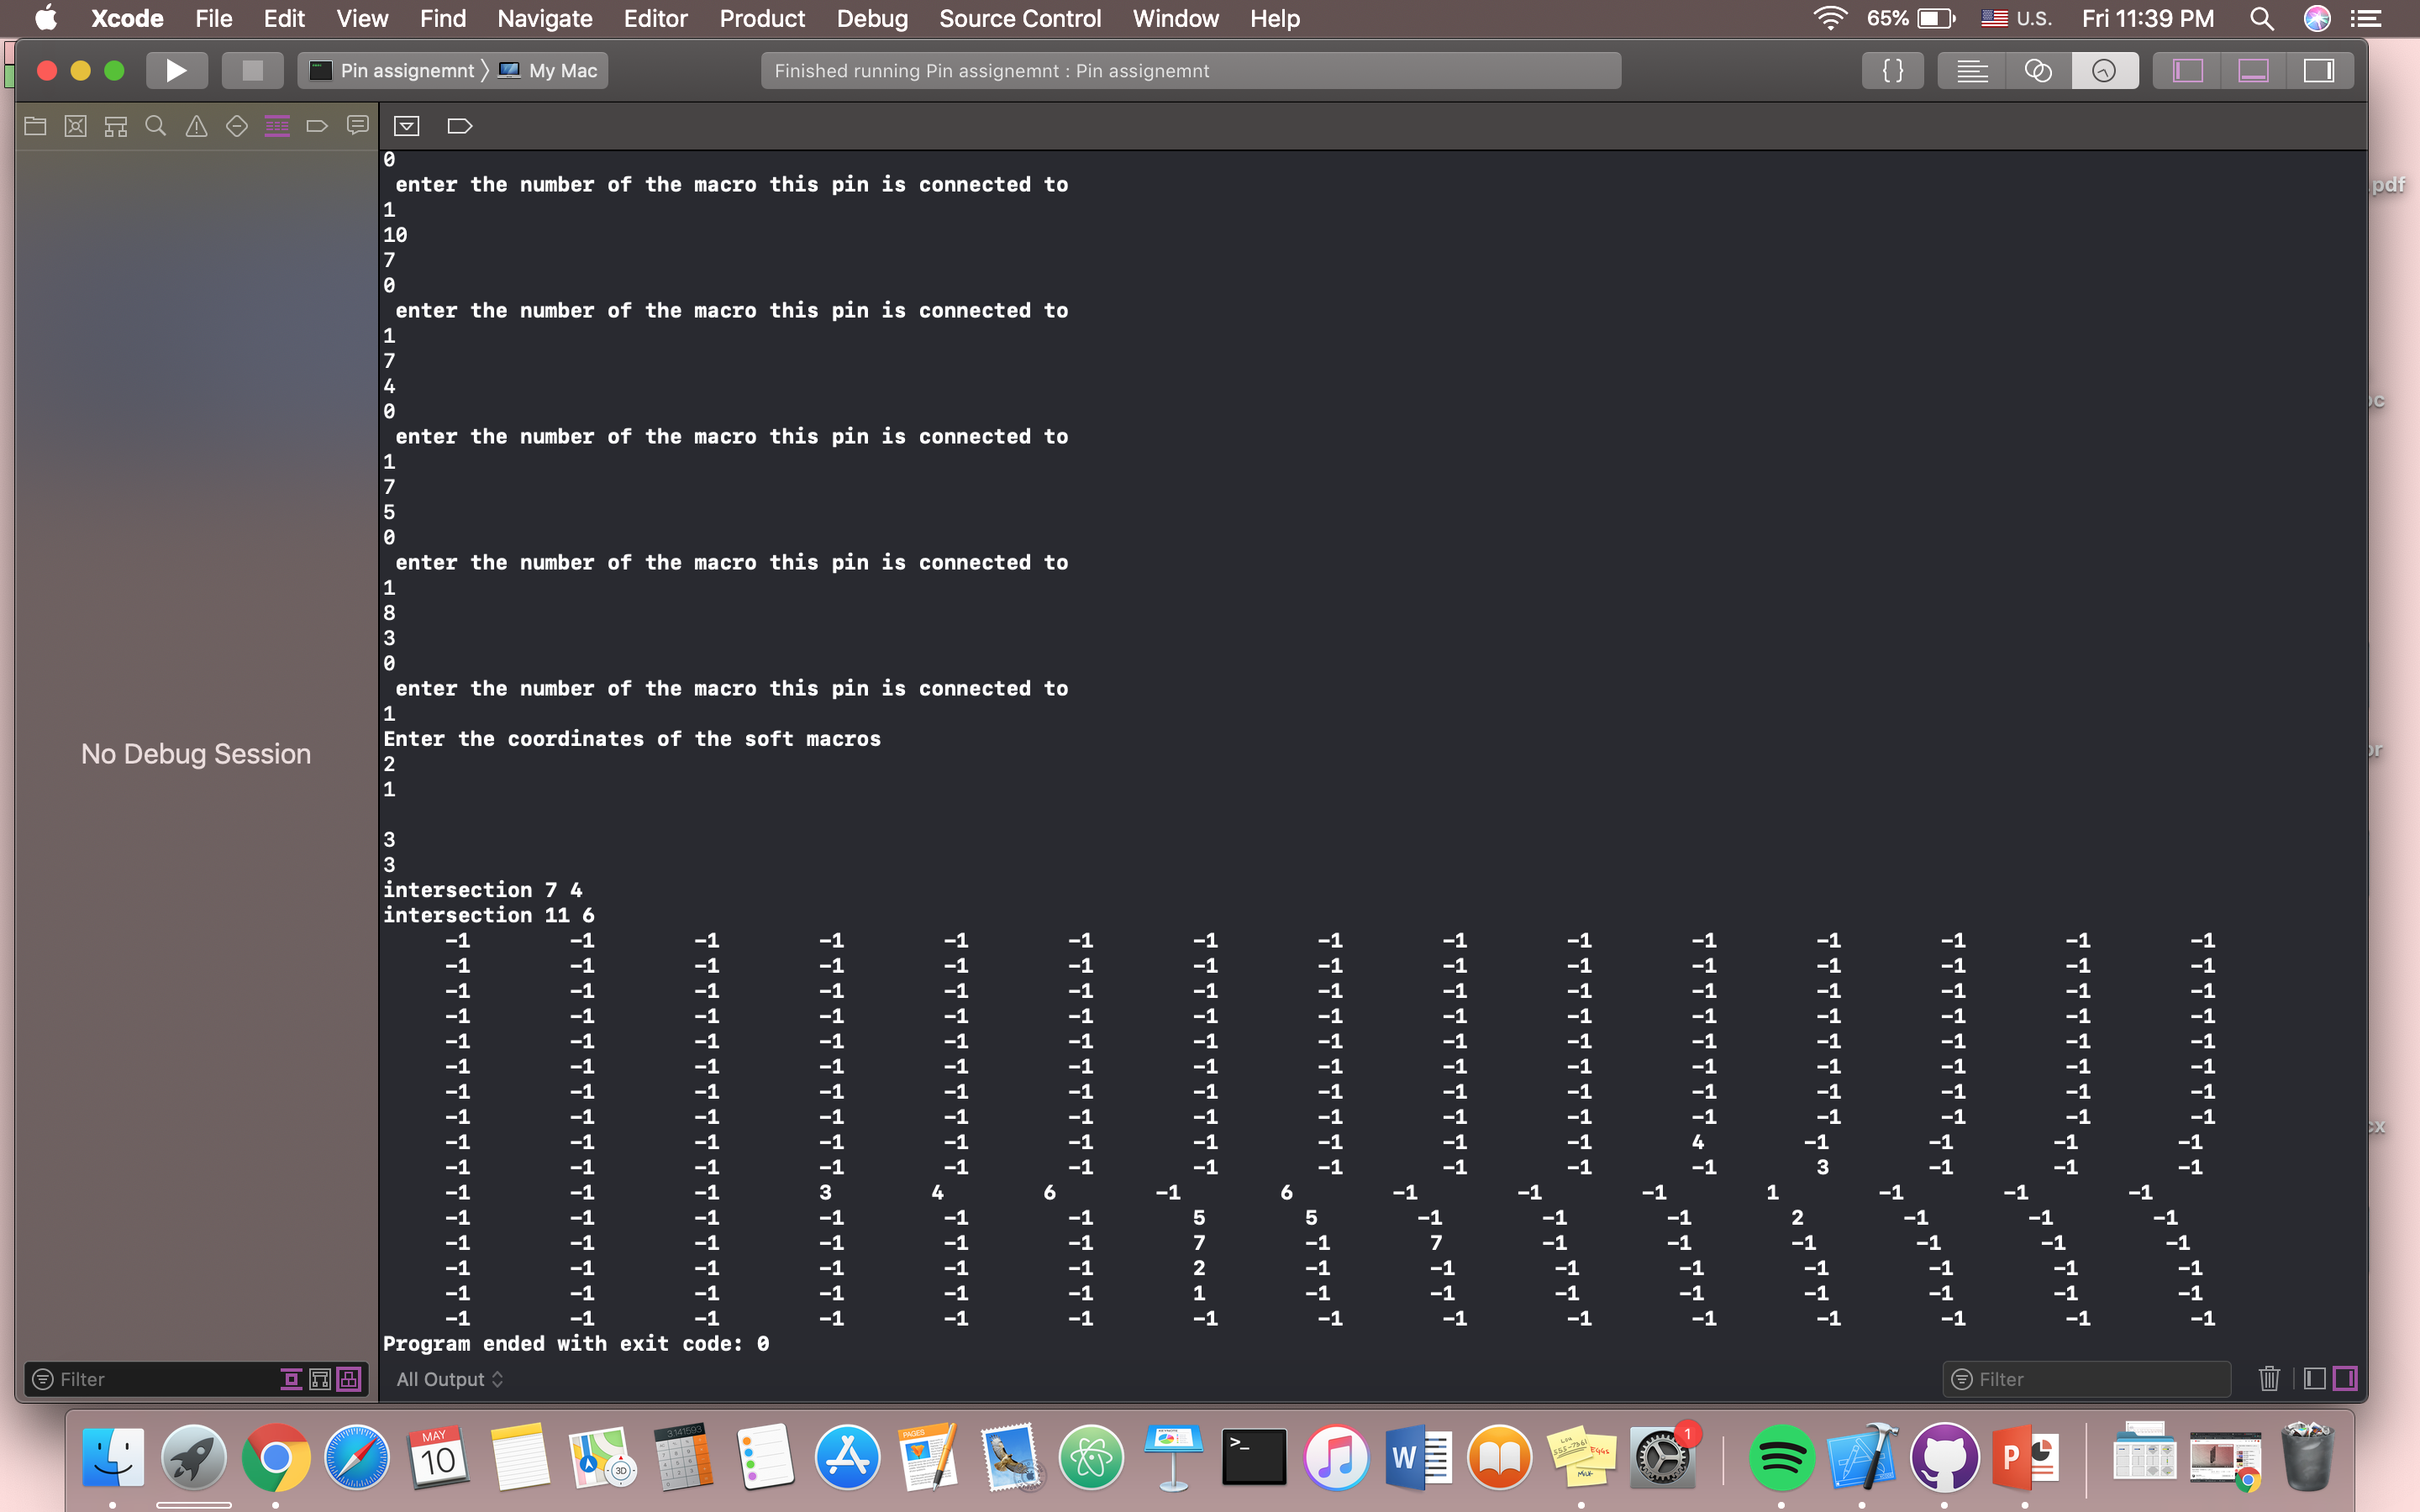 Xcode File Edit View Find Navigate Editor Product Debug Source Control Window Help 65% U.S. Fri 11:39 PM
Pin assignemnt 〉 My Mac Finished running Pin assignemnt : Pin assignemnt { }
.pdf
0
 enter the number of the macro this pin is connected to
1
10
7
0
 enter the number of the macro this pin is connected to
1
7
4
0
 enter the number of the macro this pin is connected to
1
7
5
0
 enter the number of the macro this pin is connected to
1
8
3
0
 enter the number of the macro this pin is connected to
1
Enter the coordinates of the soft macros
2
1
3
3
No Debug Session
intersection 7 4
intersection 11 6
-1 -1 -1 -1 -1 -1 -1 -1 -1 -1 -1 -1 -1 -1 -1
-1 -1 -1 -1 -1 -1 -1 -1 -1 -1 -1 -1 -1 -1 -1
-1 -1 -1 -1 -1 -1 -1 -1 -1 -1 -1 -1 -1 -1 -1
-1 -1 -1 -1 -1 -1 -1 -1 -1 -1 -1 -1 -1 -1 -1
-1 -1 -1 -1 -1 -1 -1 -1 -1 -1 -1 -1 -1 -1 -1
-1 -1 -1 -1 -1 -1 -1 -1 -1 -1 -1 -1 -1 -1 -1
-1 -1 -1 -1 -1 -1 -1 -1 -1 -1 -1 -1 -1 -1 -1
-1 -1 -1 -1 -1 -1 -1 -1 -1 -1 -1 -1 -1 -1 -1
-1 -1 -1 -1 -1 -1 -1 -1 -1 -1 4 -1 -1 -1 -1
-1 -1 -1 -1 -1 -1 -1 -1 -1 -1 -1 3 -1 -1 -1
-1 -1 -1 3 4 6 -1 6 -1 -1 -1 1 -1 -1 -1
-1 -1 -1 -1 -1 -1 5 5 -1 -1 -1 2 -1 -1 -1
-1 -1 -1 -1 -1 -1 7 -1 7 -1 -1 -1 -1 -1 -1
-1 -1 -1 -1 -1 -1 2 -1 -1 -1 -1 -1 -1 -1 -1
-1 -1 -1 -1 -1 -1 1 -1 -1 -1 -1 -1 -1 -1 -1
-1 -1 -1 -1 -1 -1 -1 -1 -1 -1 -1 -1 -1 -1 -1
Program ended with exit code: 0
Filter All Output Filter
MAY
10
3D
3.141593
PAGES
>_
W
EGGS
MILK
1
P